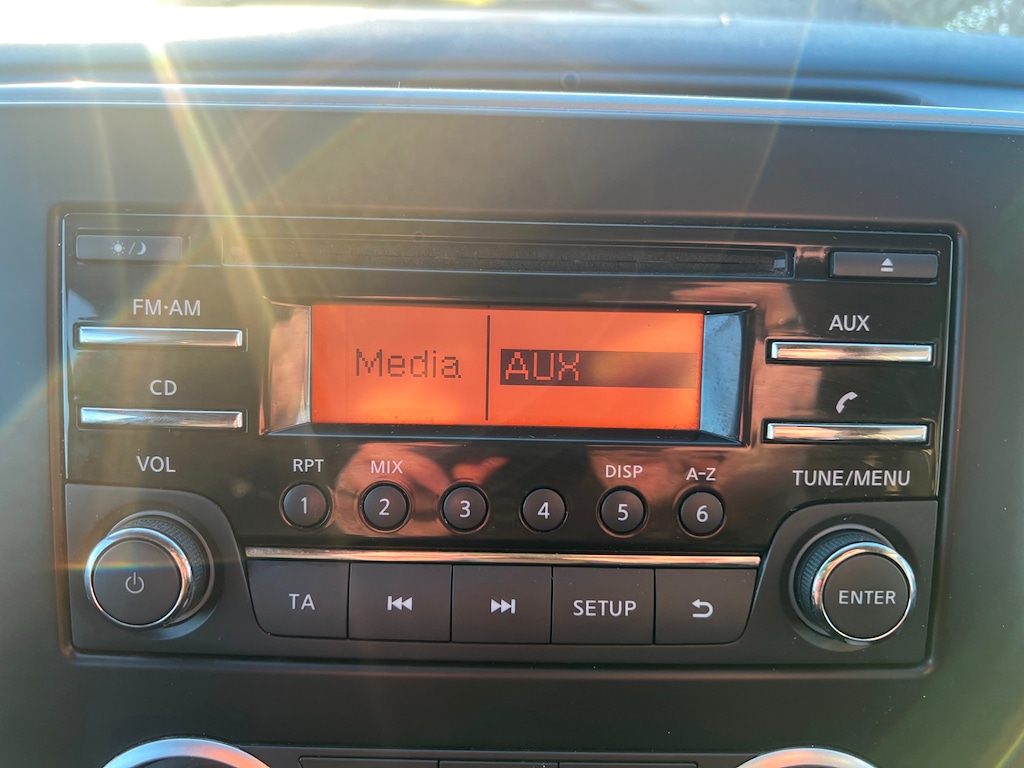 FM·AM
AUX
Media AUX
CD
VOL
RPT MIX DISP A-Z
TUNE/MENU
1 2 3 4 5 6
TA SETUP
ENTER